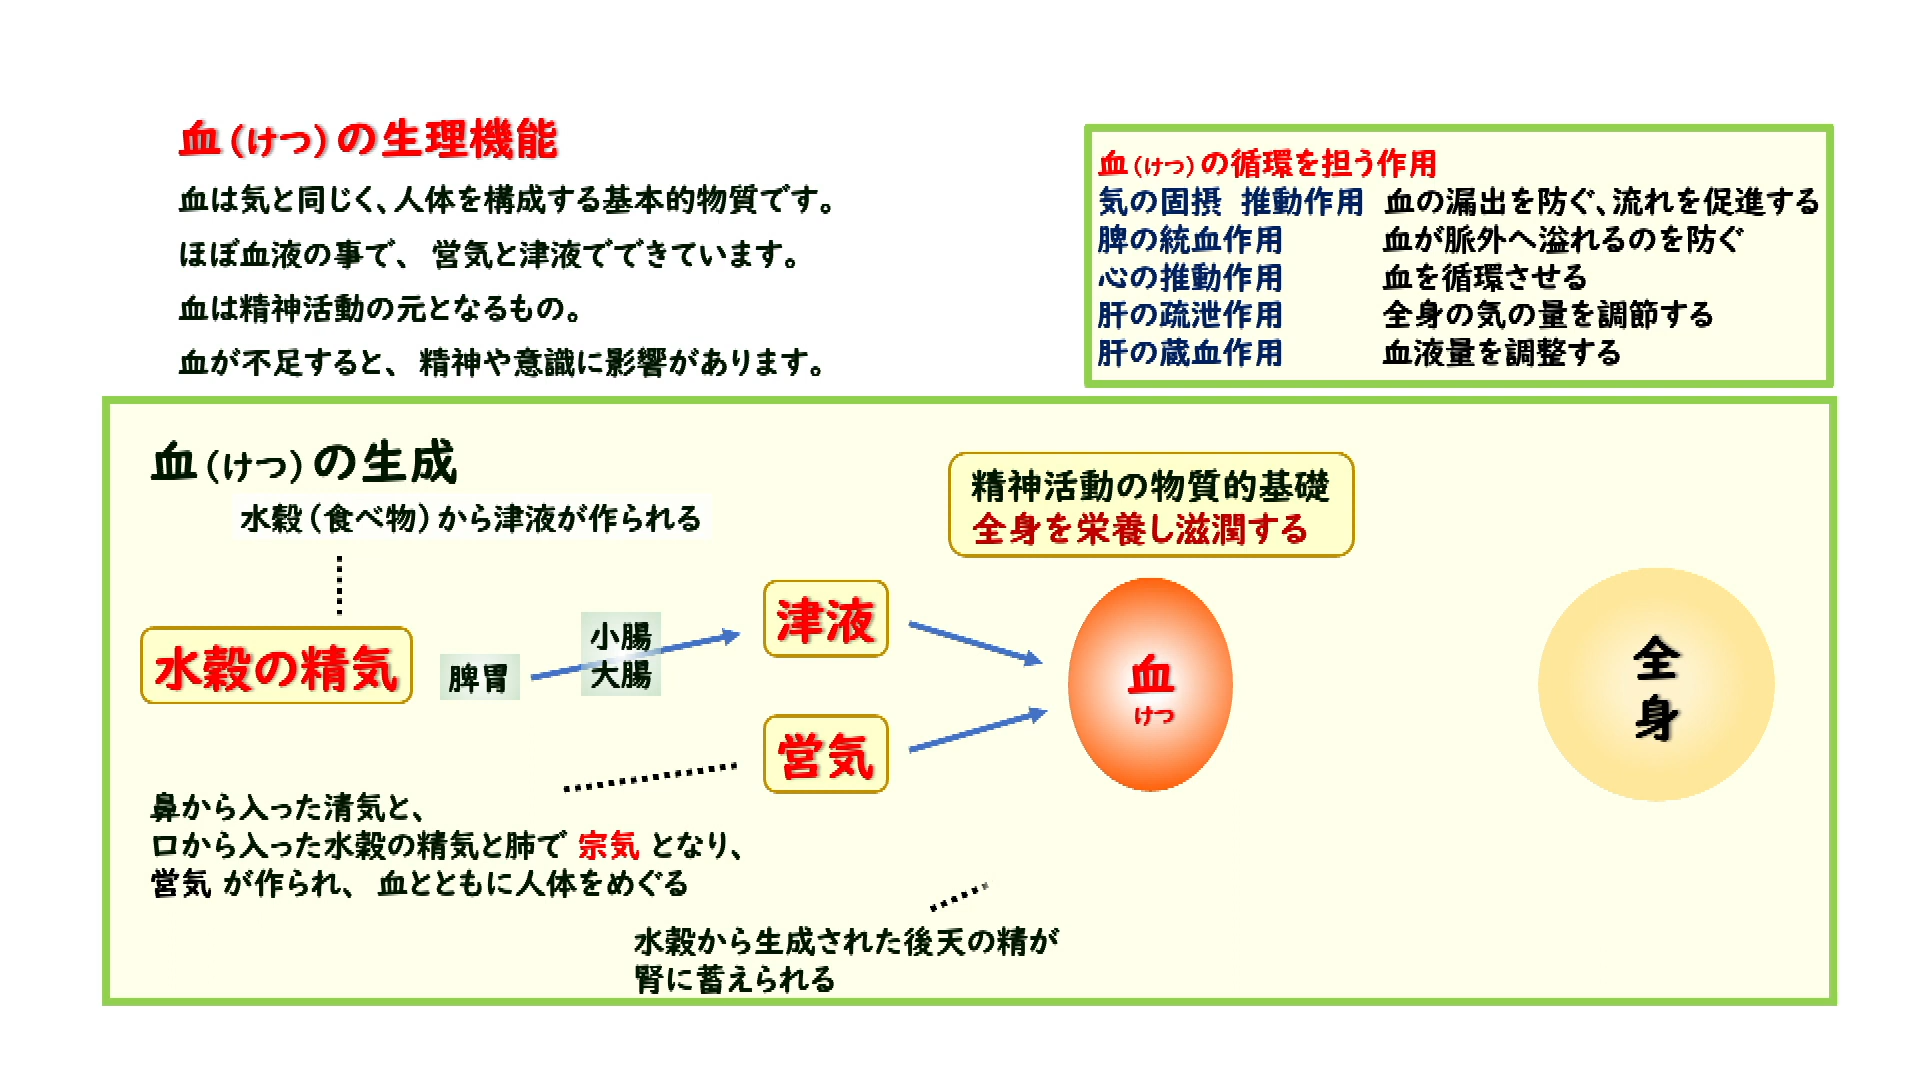 血(けつ)の生理機能
血は気と同じく、人体を構成する基本的物質です。
ほぼ血液の事で、営気と津液でできています。
血は精神活動の元となるもの。
血が不足すると、精神や意識に影響があります。
血(けつ)の循環を担う作用
気の固摂 推動作用 血の漏出を防ぐ、流れを促進する
脾の統血作用 血が脈外へ溢れるのを防ぐ
心の推動作用 血を循環させる
肝の疏泄作用 全身の気の量を調節する
肝の蔵血作用 血液量を調整する
血(けつ)の生成
水穀(食べ物)から津液が作られる
精神活動の物質的基礎
全身を栄養し滋潤する
水穀の精気
脾胃
小腸
大腸
津液
営気
血
けつ
全
身
鼻から入った清気と、
口から入った水穀の精気と肺で 宗気 となり、
営気 が作られ、血とともに人体をめぐる
水穀から生成された後天の精が
腎に蓄えられる